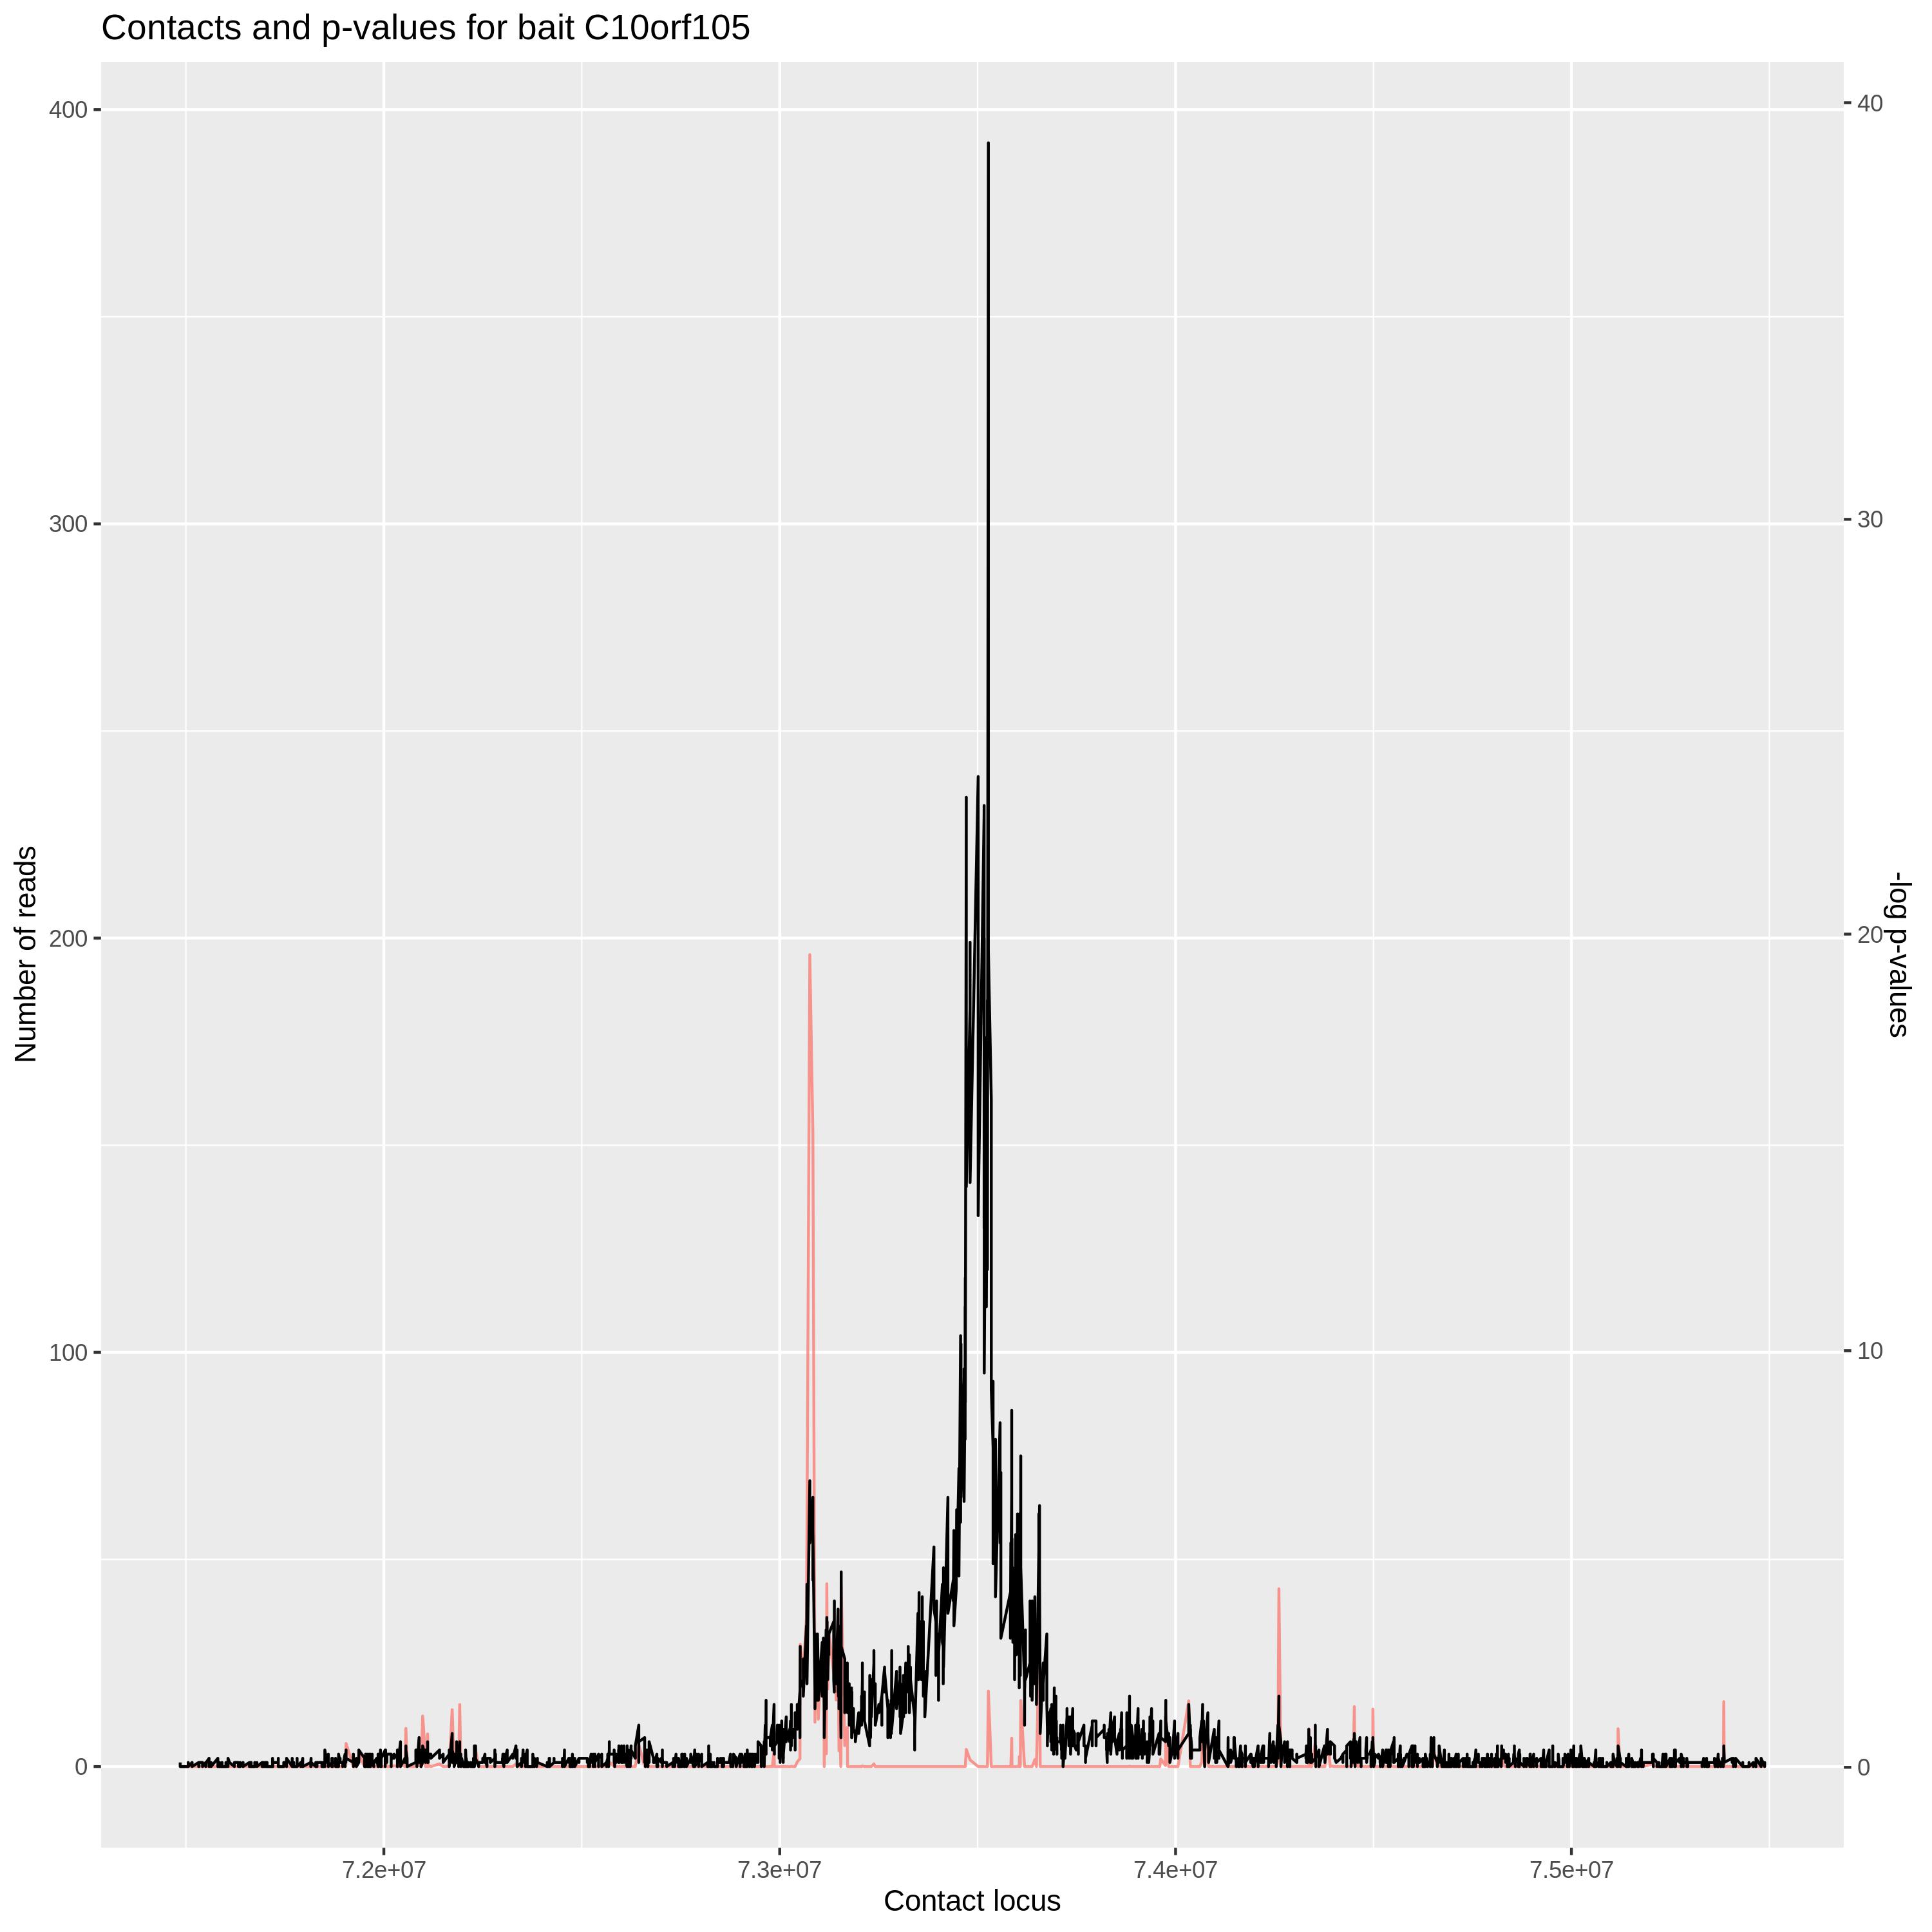 Contacts and p-values for bait C10orf105
400
300
200
100
0
Number of reads
40
30
20
10
0
-log p-values
7.2e+07
7.3e+07
7.4e+07
7.5e+07
Contact locus